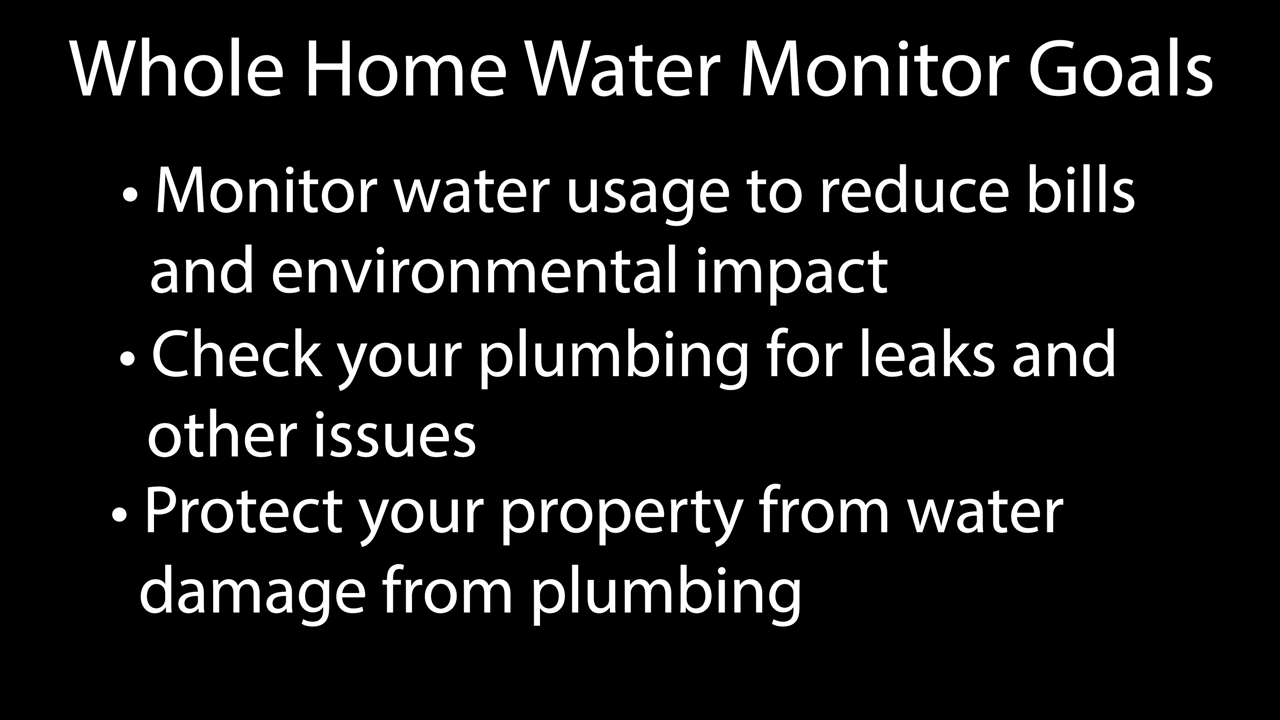 Whole Home Water Monitor Goals
• Monitor water usage to reduce bills
and environmental impact
• Check your plumbing for leaks and
other issues
• Protect your property from water
damage from plumbing